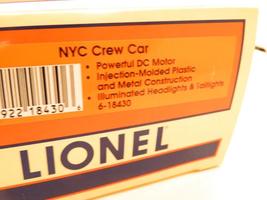 NYC Crew Car
• Powerful DC Motor
• Injection-Molded Plastic
and Metal Construction
• Illuminated Headlights & Taillights
6-18430
922 18430 6
LIONEL